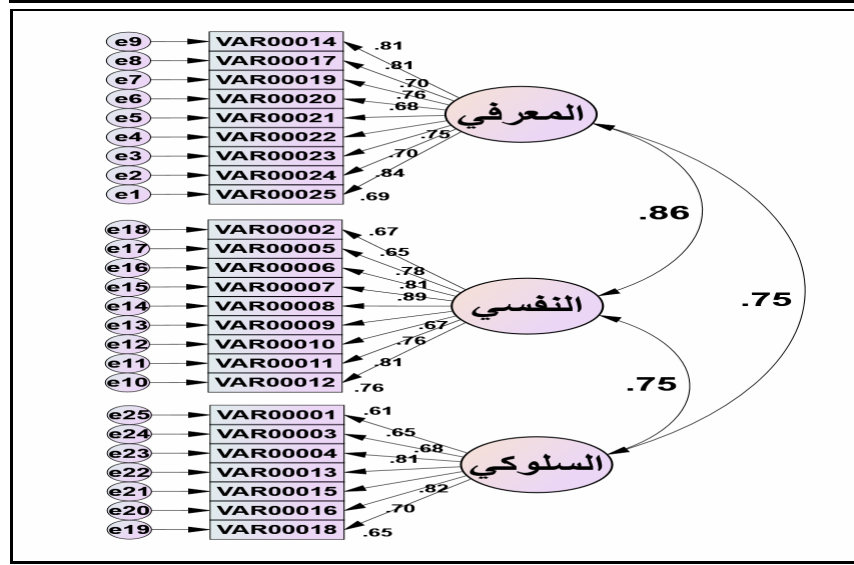 e9 VAR00014 .81
e8 VAR00017 .81
e7 VAR00019 .70
e6 VAR00020 .76
e5 VAR00021 .68
المعرفي
e4 VAR00022 .75
e3 VAR00023 .70
e2 VAR00024 .84
e1 VAR00025 .69
.86
e18 VAR00002 .67
e17 VAR00005 .65
e16 VAR00006 .78
e15 VAR00007 .81
e14 VAR00008 .89
النفسي
.75
e13 VAR00009 .67
e12 VAR00010 .76
e11 VAR00011 .81
e10 VAR00012 .76
.75
e25 VAR00001 .61
e24 VAR00003 .65
e23 VAR00004 .68
e22 VAR00013 .81
السلوكي
e21 VAR00015 .82
e20 VAR00016 .70
e19 VAR00018 .65